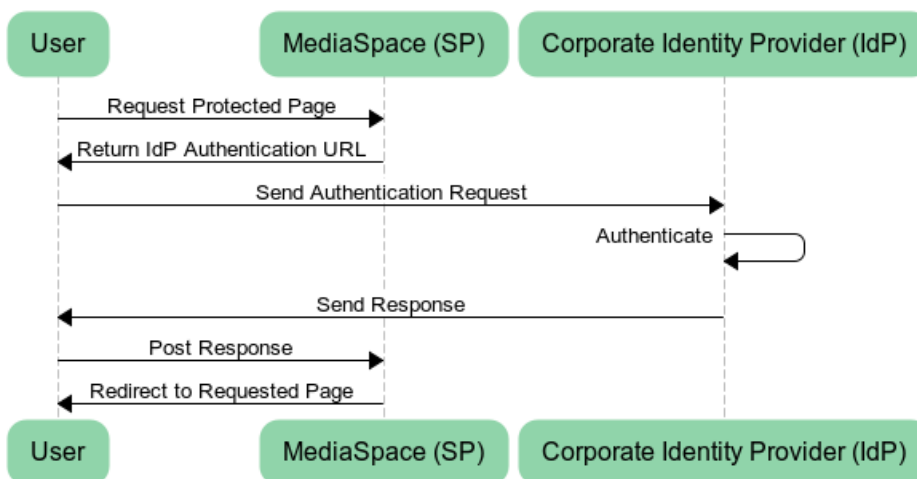 User
MediaSpace (SP)
Corporate Identity Provider (IdP)
Request Protected Page
Return IdP Authentication URL
Send Authentication Request
Authenticate
Send Response
Post Response
Redirect to Requested Page
User
MediaSpace (SP)
Corporate Identity Provider (IdP)